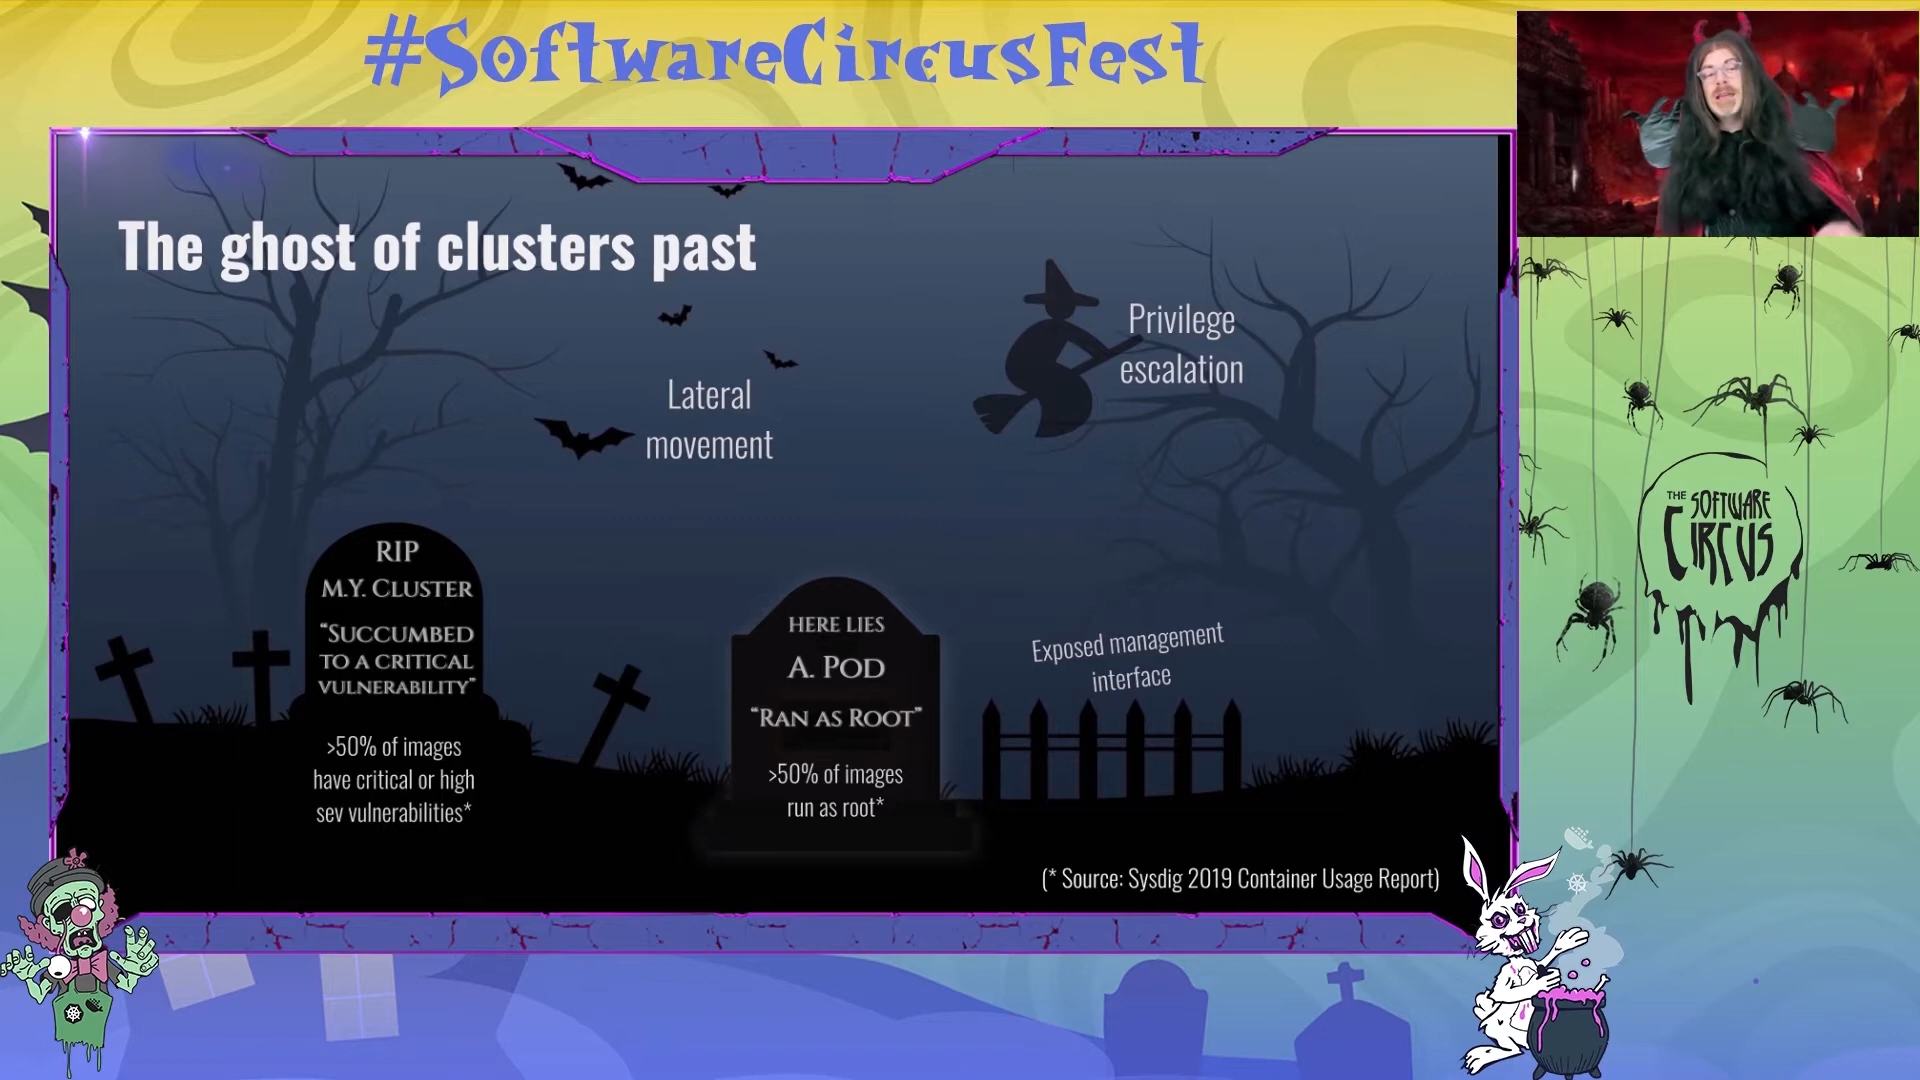 #SoftwareCircusFest
The ghost of clusters past
Privilege
escalation
Lateral
movement
RIP
M.Y. Cluster
“Succumbed
to a critical
vulnerability”
>50% of images
have critical or high
sev vulnerabilities*
HERE LIES
A. Pod
“Ran as Root”
>50% of images
run as root*
Exposed management
interface
(* Source: Sysdig 2019 Container Usage Report)
THE SOFTWARE
CIRCUS